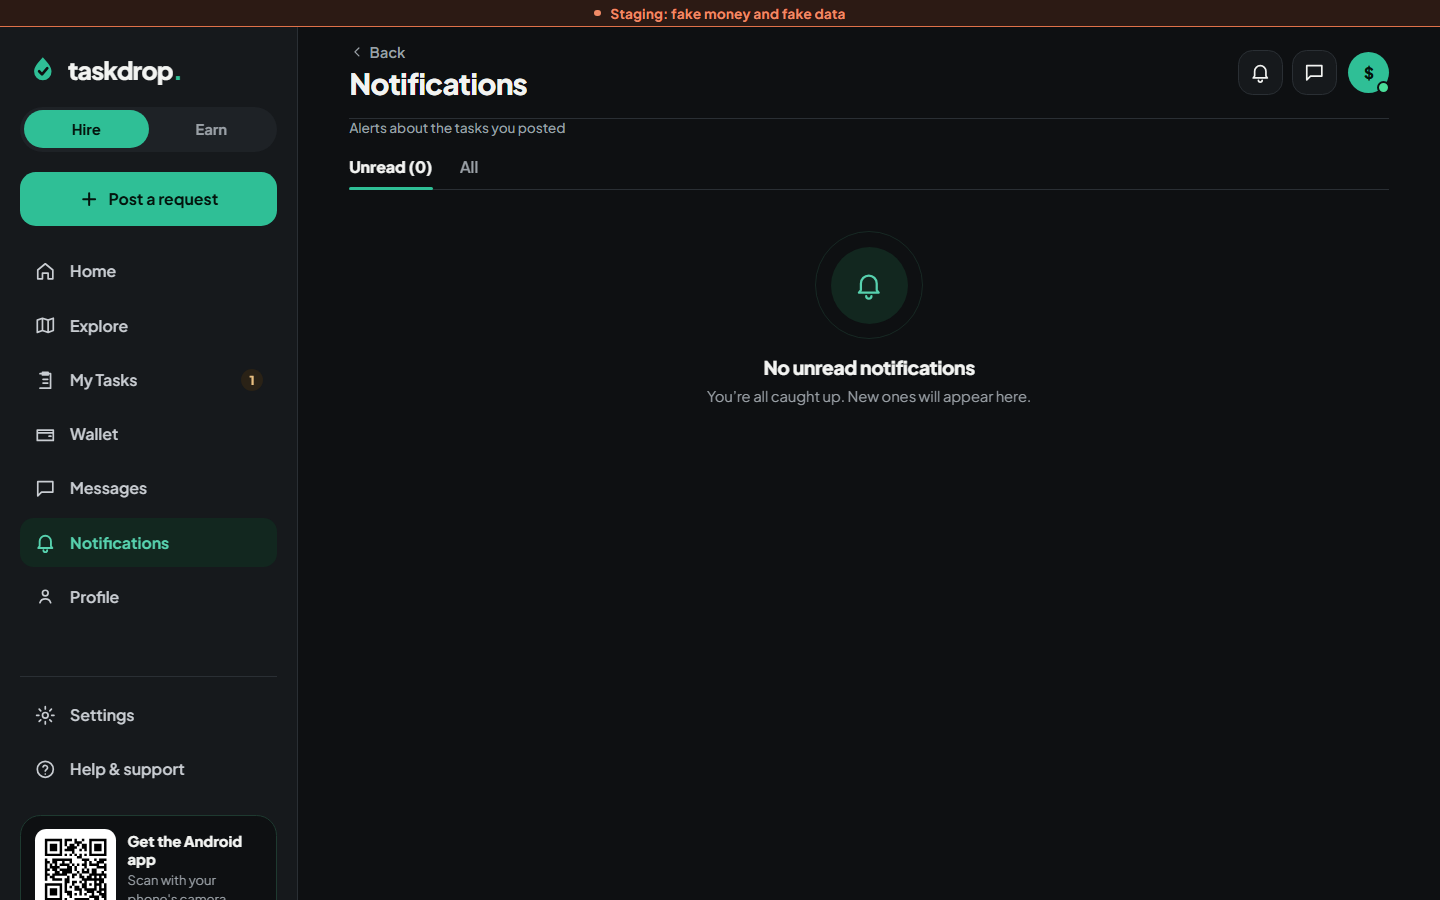 Staging: fake money and fake data
taskdrop.
Hire
Earn
Post a request
Home
Explore
My Tasks
1
Wallet
Messages
Notifications
Profile
Settings
Help & support
Get the Android
app
Scan with your
phone's camera
Back
Notifications
$
Alerts about the tasks you posted
Unread (0)
All
No unread notifications
You're all caught up. New ones will appear here.